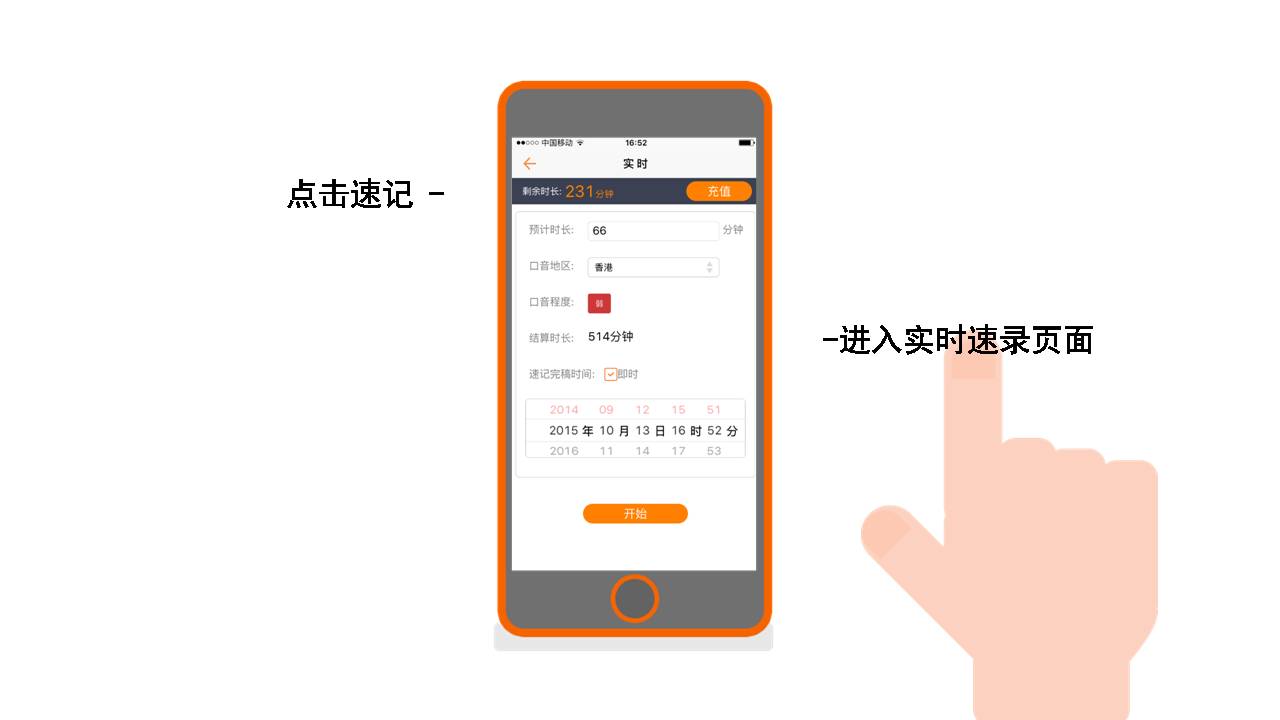 点击速记 -
中国移动 16:52
实时
剩余时长: 231分钟 充值
预计时长: 66 分钟
口音地区: 香港
口音程度: 弱
结算时长: 514分钟
速记完稿时间: 即时
2014 09 12 15 51
2015 年 10 月 13 日 16 时 52 分
2016 11 14 17 53
开始
-进入实时速录页面